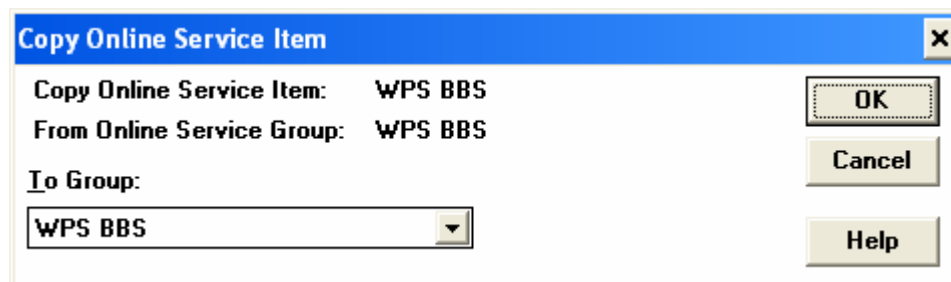 Copy Online Service Item
Copy Online Service Item: WPS BBS
OK
From Online Service Group: WPS BBS
Cancel
To Group:
WPS BBS
Help